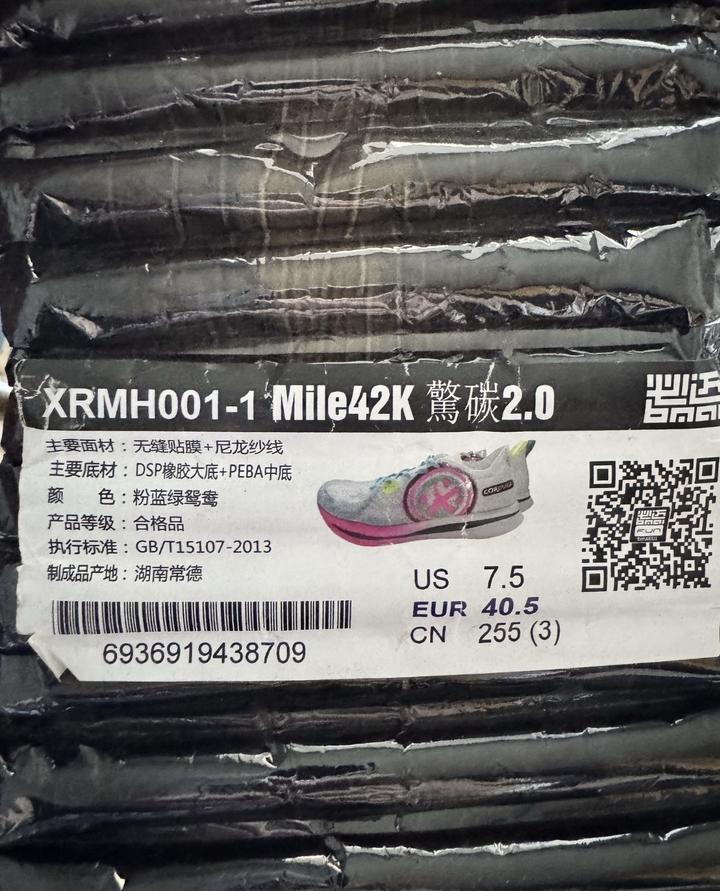 XRMH001-1 Mile42K 驚碳2.0
主要面材：无缝贴膜+尼龙纱线
主要底材：DSP橡胶大底+PEBA中底
颜　　色：粉蓝绿鸳鸯
产品等级：合格品
执行标准：GB/T15107-2013
制成品产地：湖南常德
6936919438709
US 7.5
EUR 40.5
CN 255 (3)